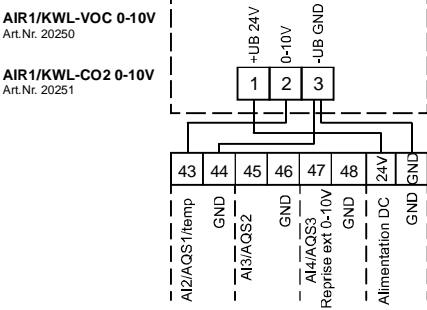 AIR1/KWL-VOC 0-10V
Art.Nr. 20250
AIR1/KWL-CO2 0-10V
Art.Nr. 20251
+UB 24V
0-10V
-UB GND
1 2 3
43 44 45 46 47 48 24V GND
AI2/AQS1/temp
GND
AI3/AQS2
GND
AI4/AQS3
Reprise ext 0-10V
GND
Alimentation DC
GND